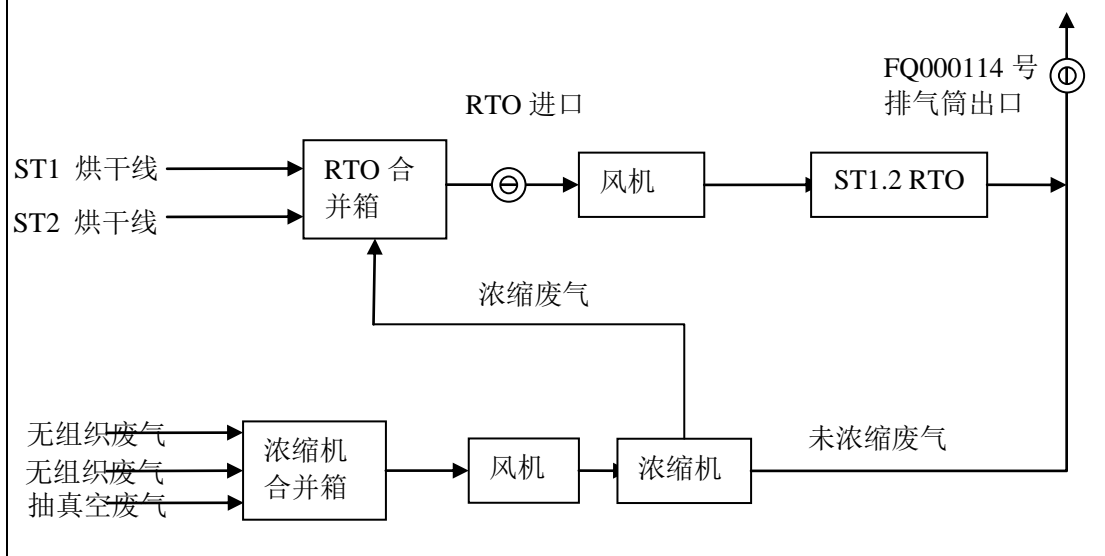 FQ000114 号
排气筒出口
RTO 进口
ST1 烘干线
RTO 合
并箱
风机
ST1.2 RTO
ST2 烘干线
浓缩废气
无组织废气
无组织废气
抽真空废气
浓缩机
合并箱
风机
浓缩机
未浓缩废气